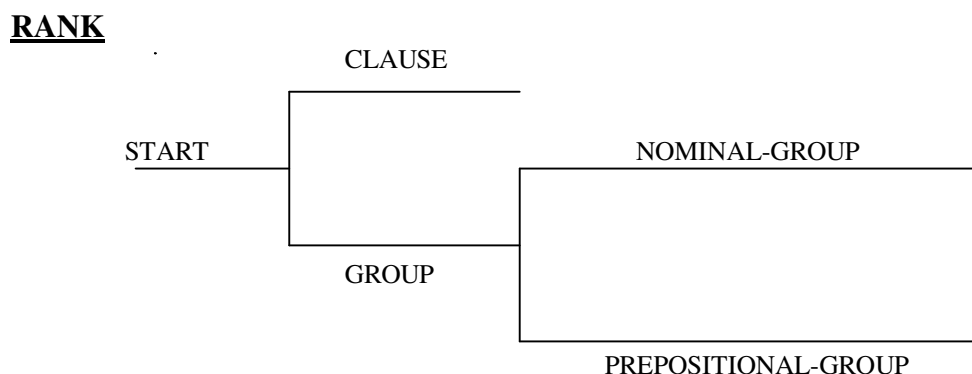 RANK
CLAUSE
START
NOMINAL-GROUP
GROUP
PREPOSITIONAL-GROUP